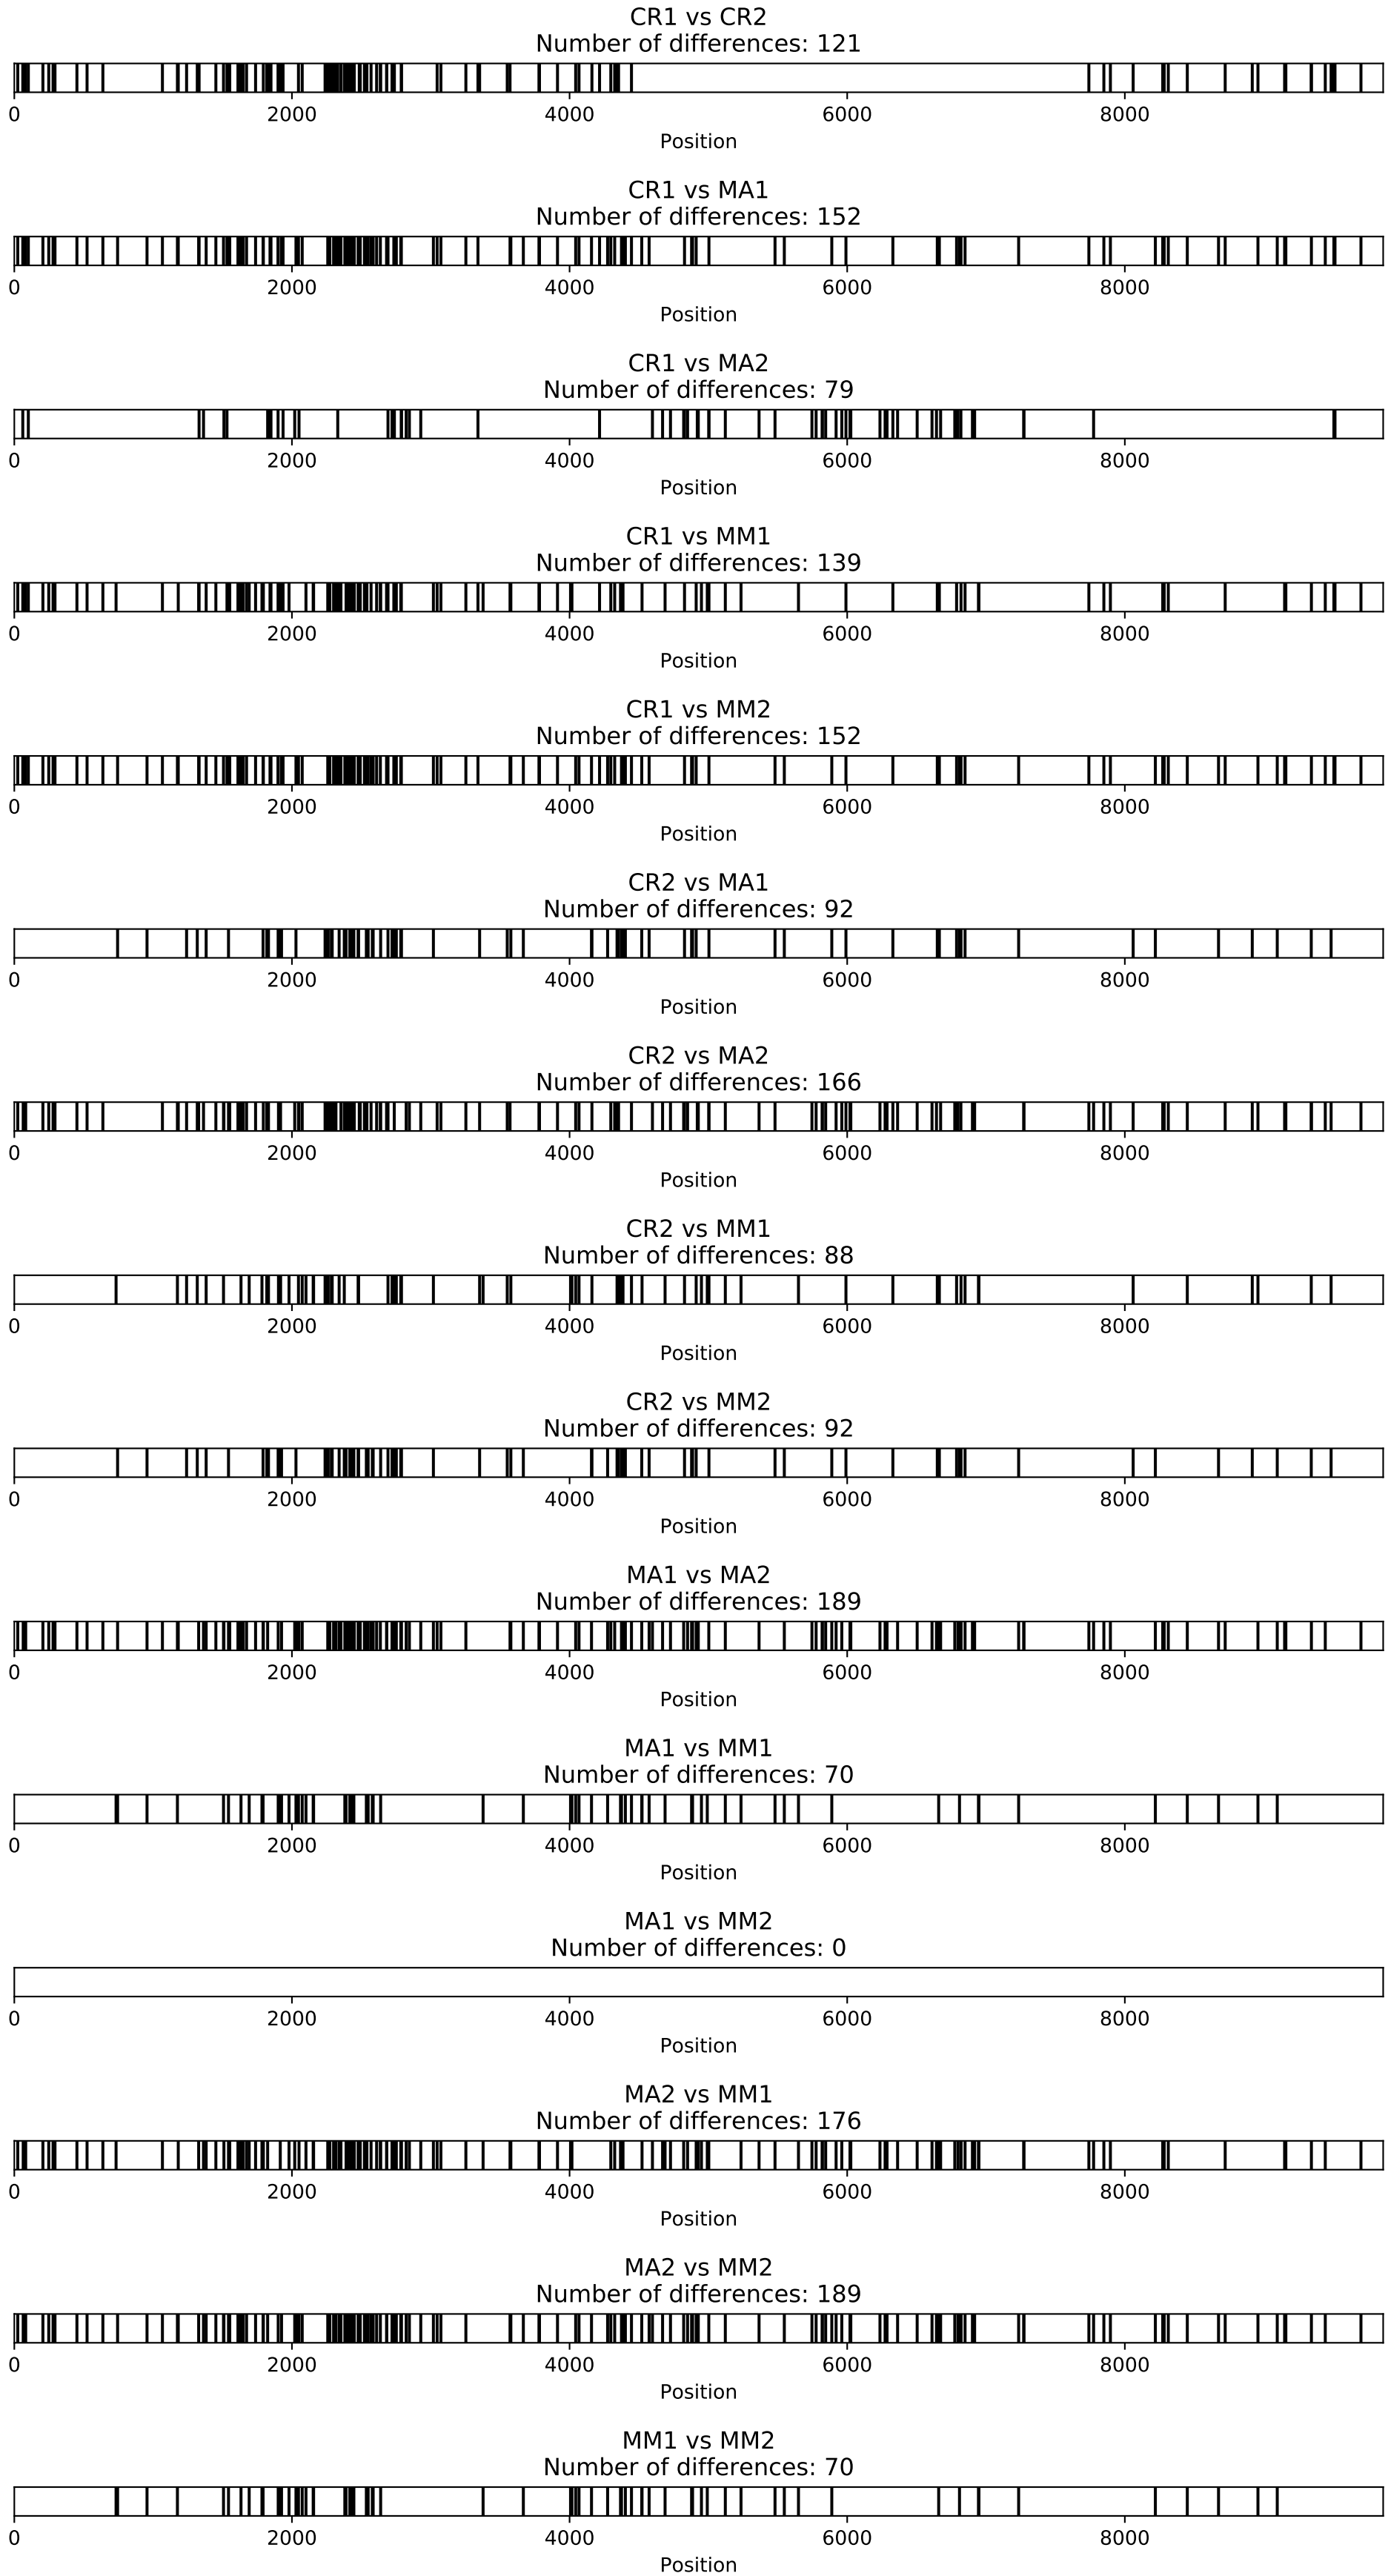 CR1 vs CR2
Number of differences: 121
0 2000 4000 6000 8000
Position
CR1 vs MA1
Number of differences: 152
0 2000 4000 6000 8000
Position
CR1 vs MA2
Number of differences: 79
0 2000 4000 6000 8000
Position
CR1 vs MM1
Number of differences: 139
0 2000 4000 6000 8000
Position
CR1 vs MM2
Number of differences: 152
0 2000 4000 6000 8000
Position
CR2 vs MA1
Number of differences: 92
0 2000 4000 6000 8000
Position
CR2 vs MA2
Number of differences: 166
0 2000 4000 6000 8000
Position
CR2 vs MM1
Number of differences: 88
0 2000 4000 6000 8000
Position
CR2 vs MM2
Number of differences: 92
0 2000 4000 6000 8000
Position
MA1 vs MA2
Number of differences: 189
0 2000 4000 6000 8000
Position
MA1 vs MM1
Number of differences: 70
0 2000 4000 6000 8000
Position
MA1 vs MM2
Number of differences: 0
0 2000 4000 6000 8000
Position
MA2 vs MM1
Number of differences: 176
0 2000 4000 6000 8000
Position
MA2 vs MM2
Number of differences: 189
0 2000 4000 6000 8000
Position
MM1 vs MM2
Number of differences: 70
0 2000 4000 6000 8000
Position